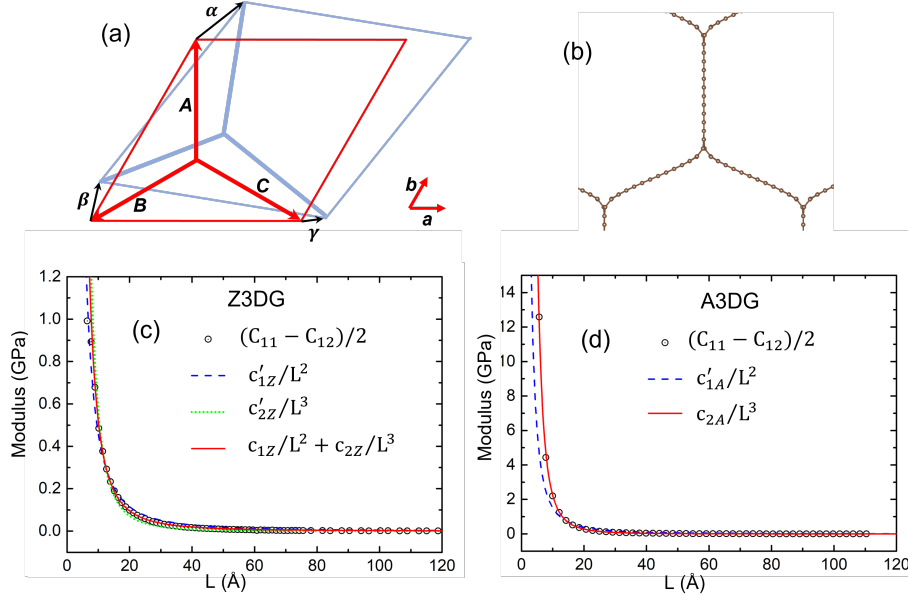 (a)
α
A
B
C
β
γ
b
a
(b)
Z3DG
(c)
(C₁₁ − C₁₂)/2
c′₁Z/L²
c′₂Z/L³
c₁Z/L² + c₂Z/L³
Modulus (GPa)
1.2
1.0
0.8
0.6
0.4
0.2
0.0
0 20 40 60 80 100 120
L (Å)
A3DG
(d)
(C₁₁ − C₁₂)/2
c′₁A/L²
c₂A/L³
Modulus (GPa)
14
12
10
8
6
4
2
0
0 20 40 60 80 100 120
L (Å)